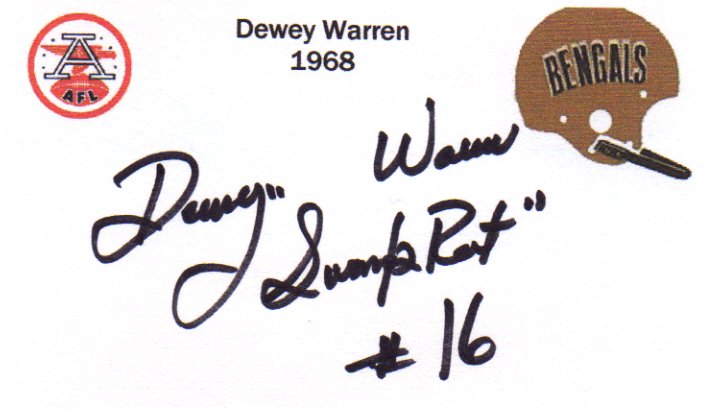 A
AFL
Dewey Warren
1968
BENGALS
Dewey Warren
"Swamp Rat"
# 16